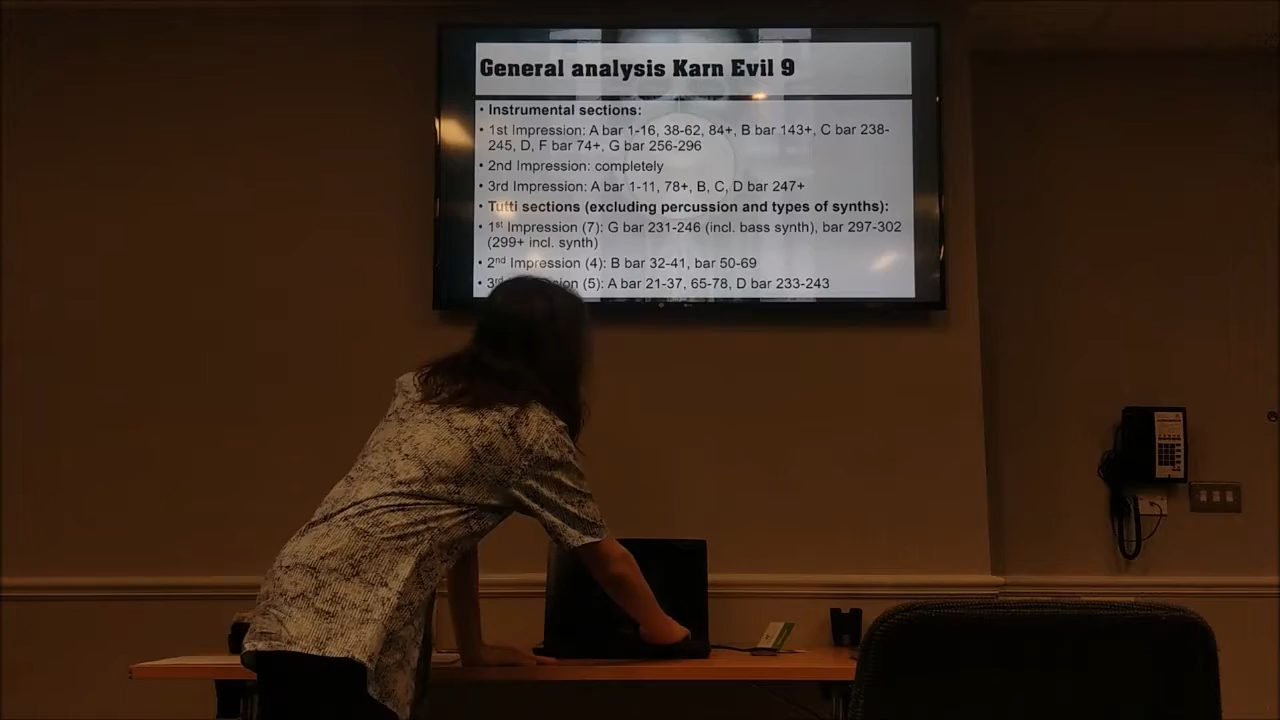 General analysis Karn Evil 9
• Instrumental sections:
• 1st Impression: A bar 1-16, 38-62, 84+, B bar 143+, C bar 238-
245, D, F bar 74+, G bar 256-296
• 2nd Impression: completely
• 3rd Impression: A bar 1-11, 78+, B, C, D bar 247+
• Tutti sections (excluding percussion and types of synths):
• 1st Impression (7): G bar 231-246 (incl. bass synth), bar 297-302
(299+ incl. synth)
• 2nd Impression (4): B bar 32-41, bar 50-69
• 3rd ion (5): A bar 21-37, 65-78, D bar 233-243